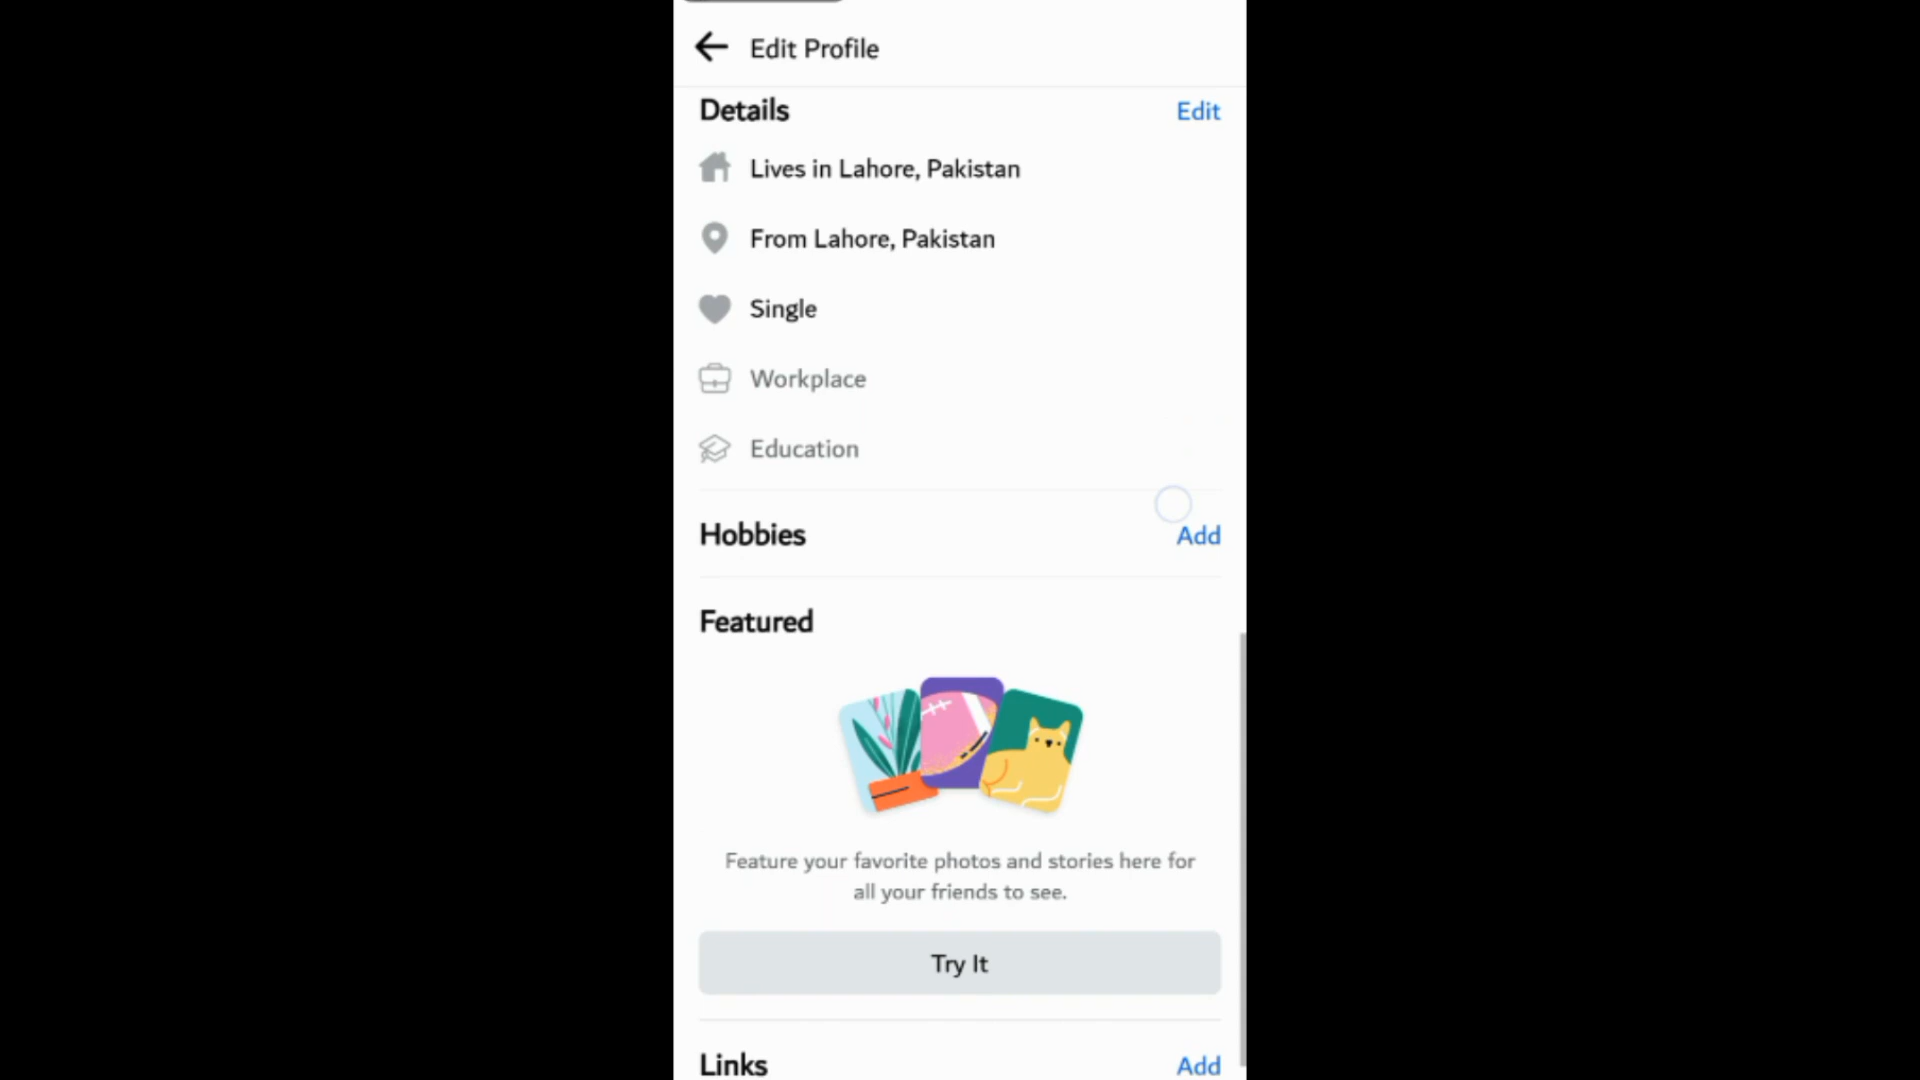 Edit Profile
Details
Edit
Lives in Lahore, Pakistan
From Lahore, Pakistan
Single
Workplace
Education
Hobbies
Add
Featured
Feature your favorite photos and stories here for
all your friends to see.
Try It
Links
Add